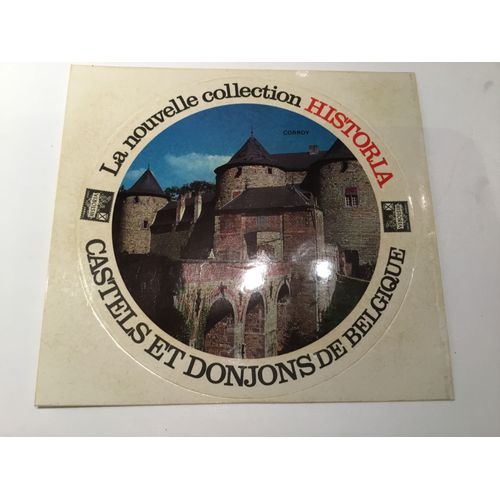 La nouvelle collection HISTORIA
CORROY
CASTELS ET DONJONS DE BELGIQUE